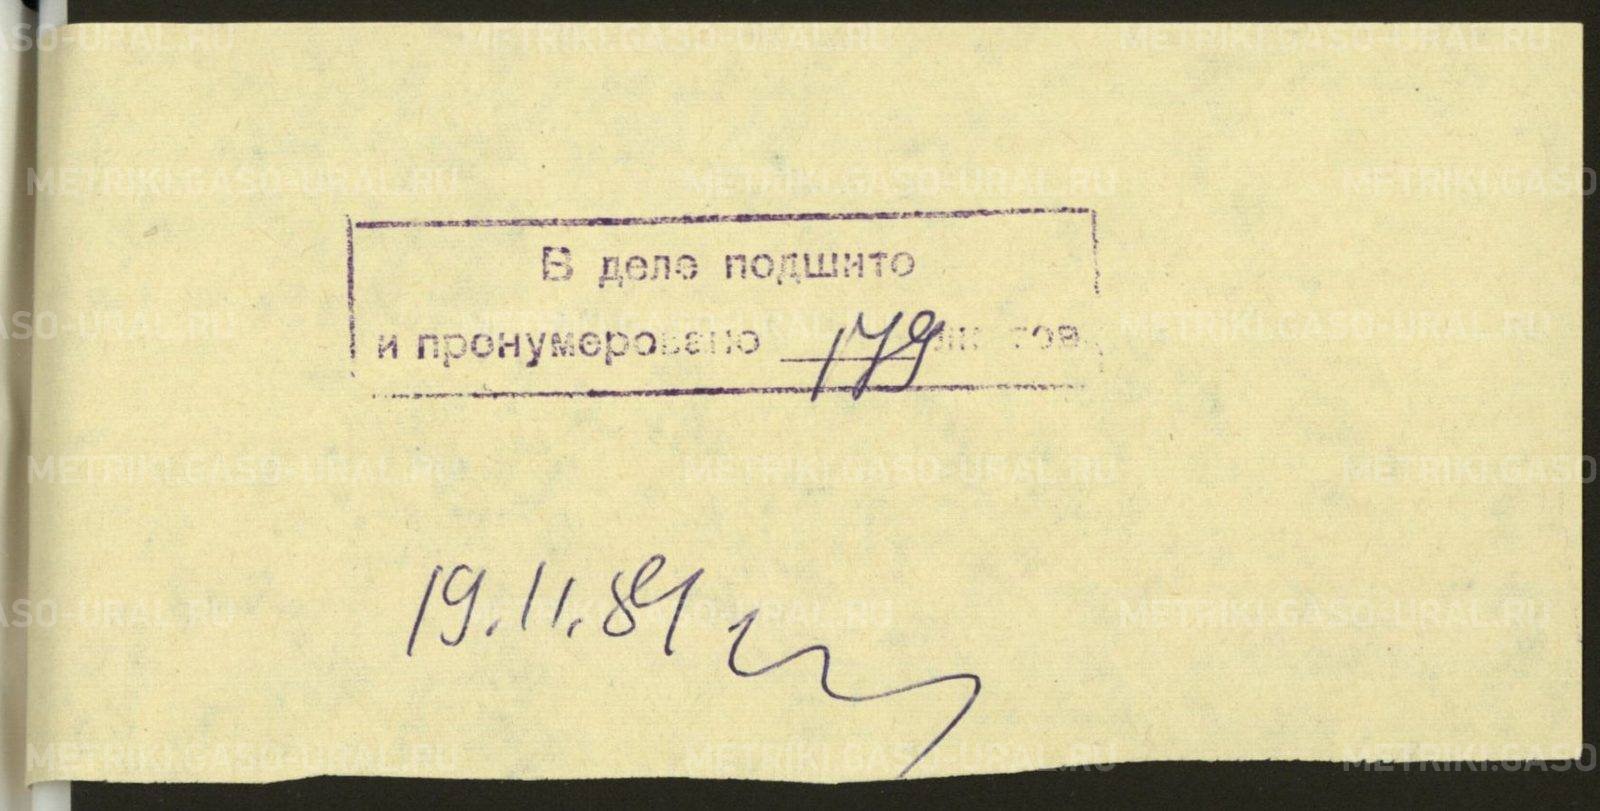 В деле подшито
и пронумеровано 179 листов
19.11.81